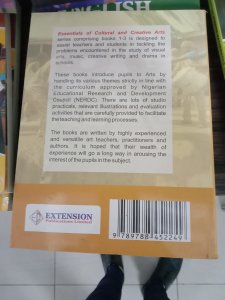 ENGLISH
Essentials of Cultural and Creative Arts
series comprising books 1-3 is designed to
assist teachers and students in tackling the
problems encountered in the study of visual
arts, music, creative writing and drama in
schools.
These books introduce pupils to Arts by
handling its various themes strictly in line with
the curriculum approved by Nigerian
Educational Research and Development
Council (NERDC). There are lots of studio
practicals, relevant illustrations and evaluation
activities that are carefully provided to facilitate
the teaching and learning processes.
The books are written by highly experienced
and versatile art teachers, practitioners and
authors. It is hoped that their wealth of
experience will go a long way in arousing the
interest of the pupils in the subject.
EXTENSION
Publications Limited
9 789788 452249